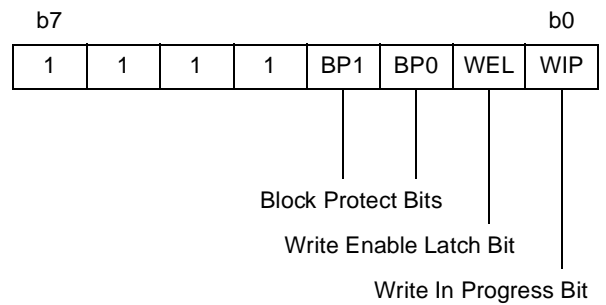 b7 b0
1 1 1 1 BP1 BP0 WEL WIP
Block Protect Bits
Write Enable Latch Bit
Write In Progress Bit